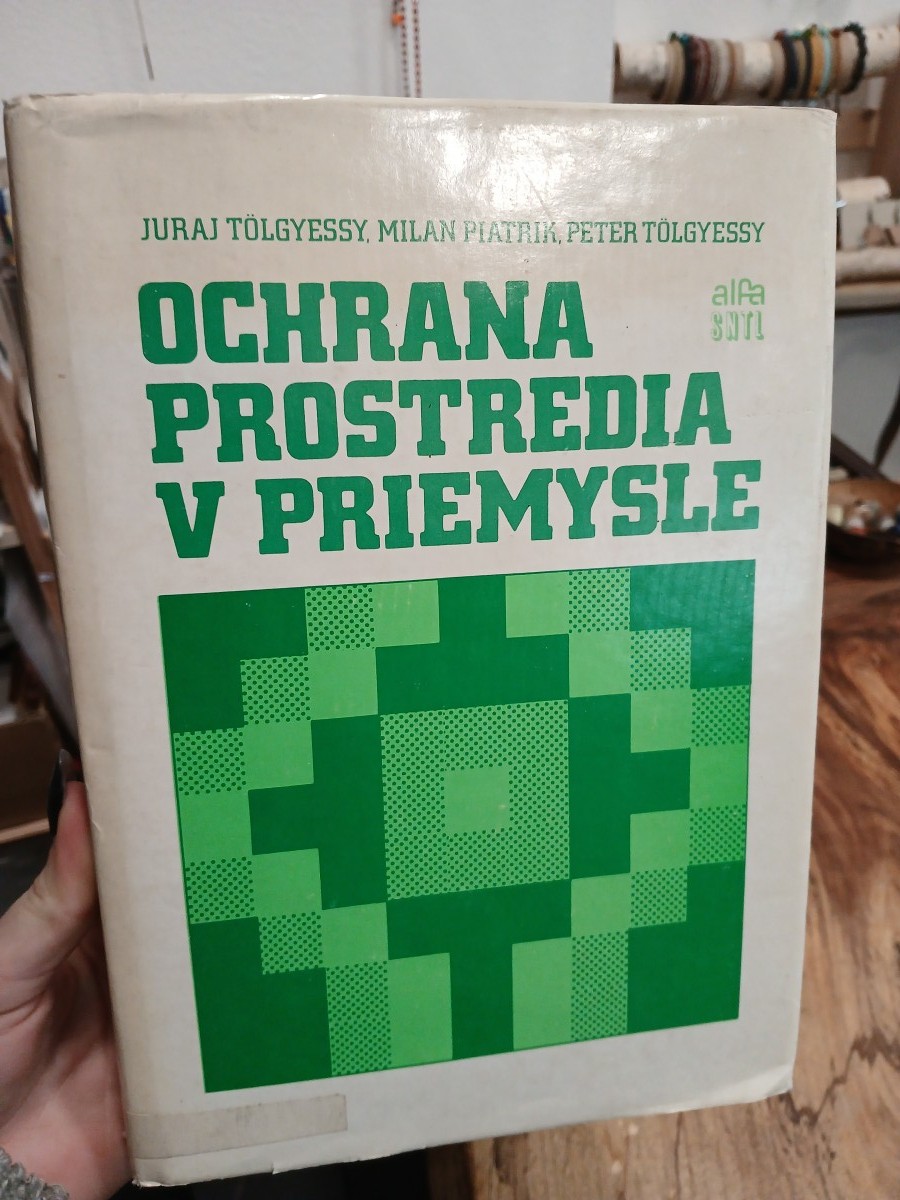 JURAJ TÖLGYESSY, MILAN PIATRIK, PETER TÖLGYESSY
OCHRANA
PROSTREDIA
V PRIEMYSLE
alfa
SNTL